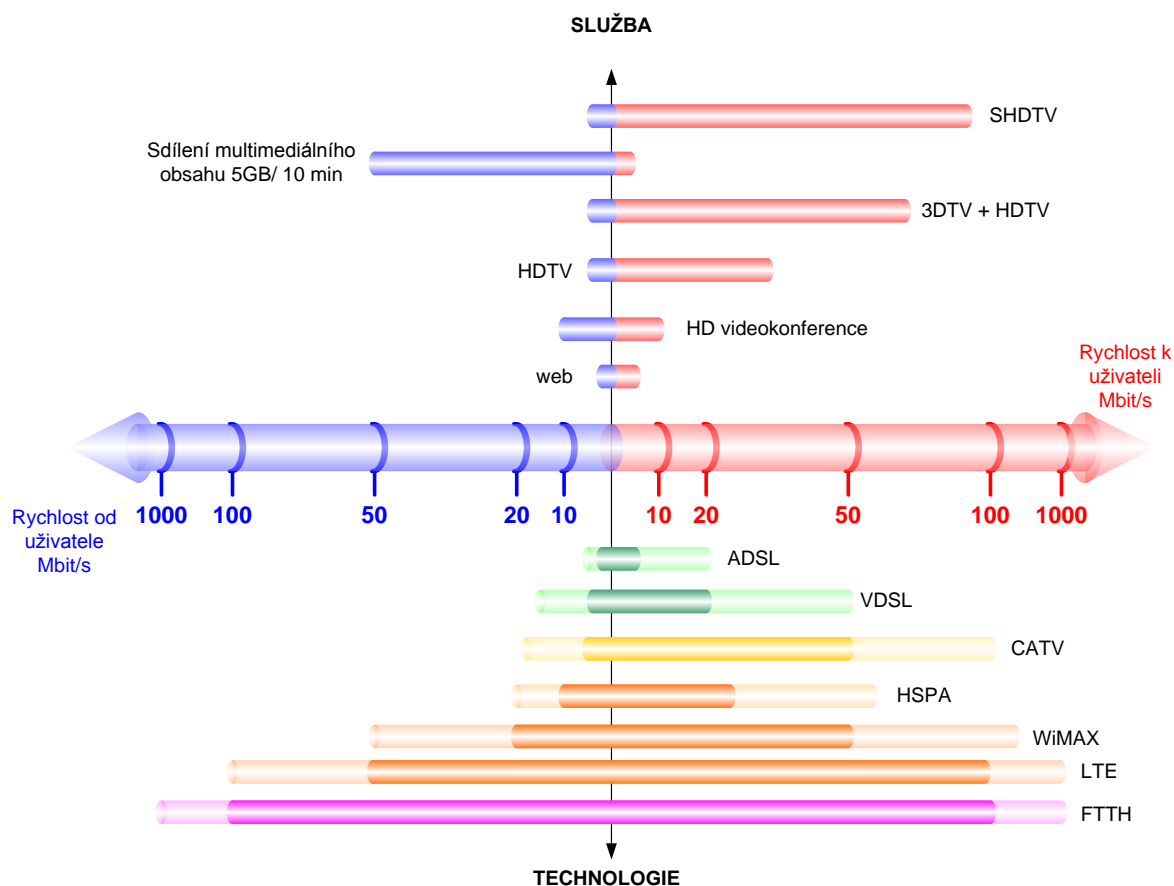 SLUŽBA
SHDTV
Sdílení multimediálního
obsahu 5GB/ 10 min
3DTV + HDTV
HDTV
HD videokonference
web
Rychlost k
uživateli
Mbit/s
1000 100 50 20 10 10 20 50 100 1000
Rychlost od
uživatele
Mbit/s
ADSL
VDSL
CATV
HSPA
WiMAX
LTE
FTTH
TECHNOLOGIE